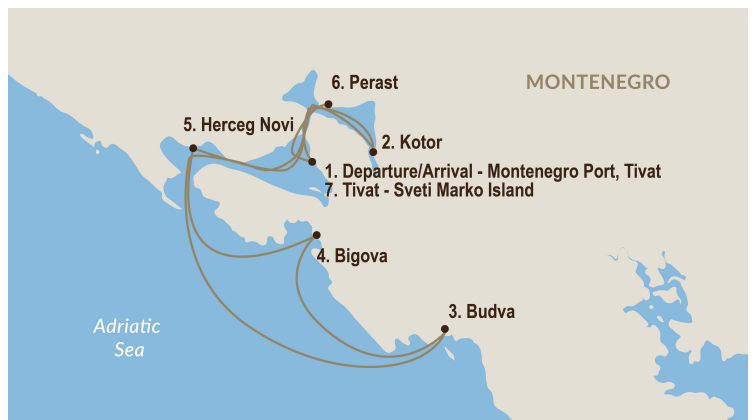 6. Perast
MONTENEGRO
5. Herceg Novi
2. Kotor
1. Departure/Arrival - Montenegro Port, Tivat
7. Tivat - Sveti Marko Island
4. Bigova
3. Budva
Adriatic
Sea